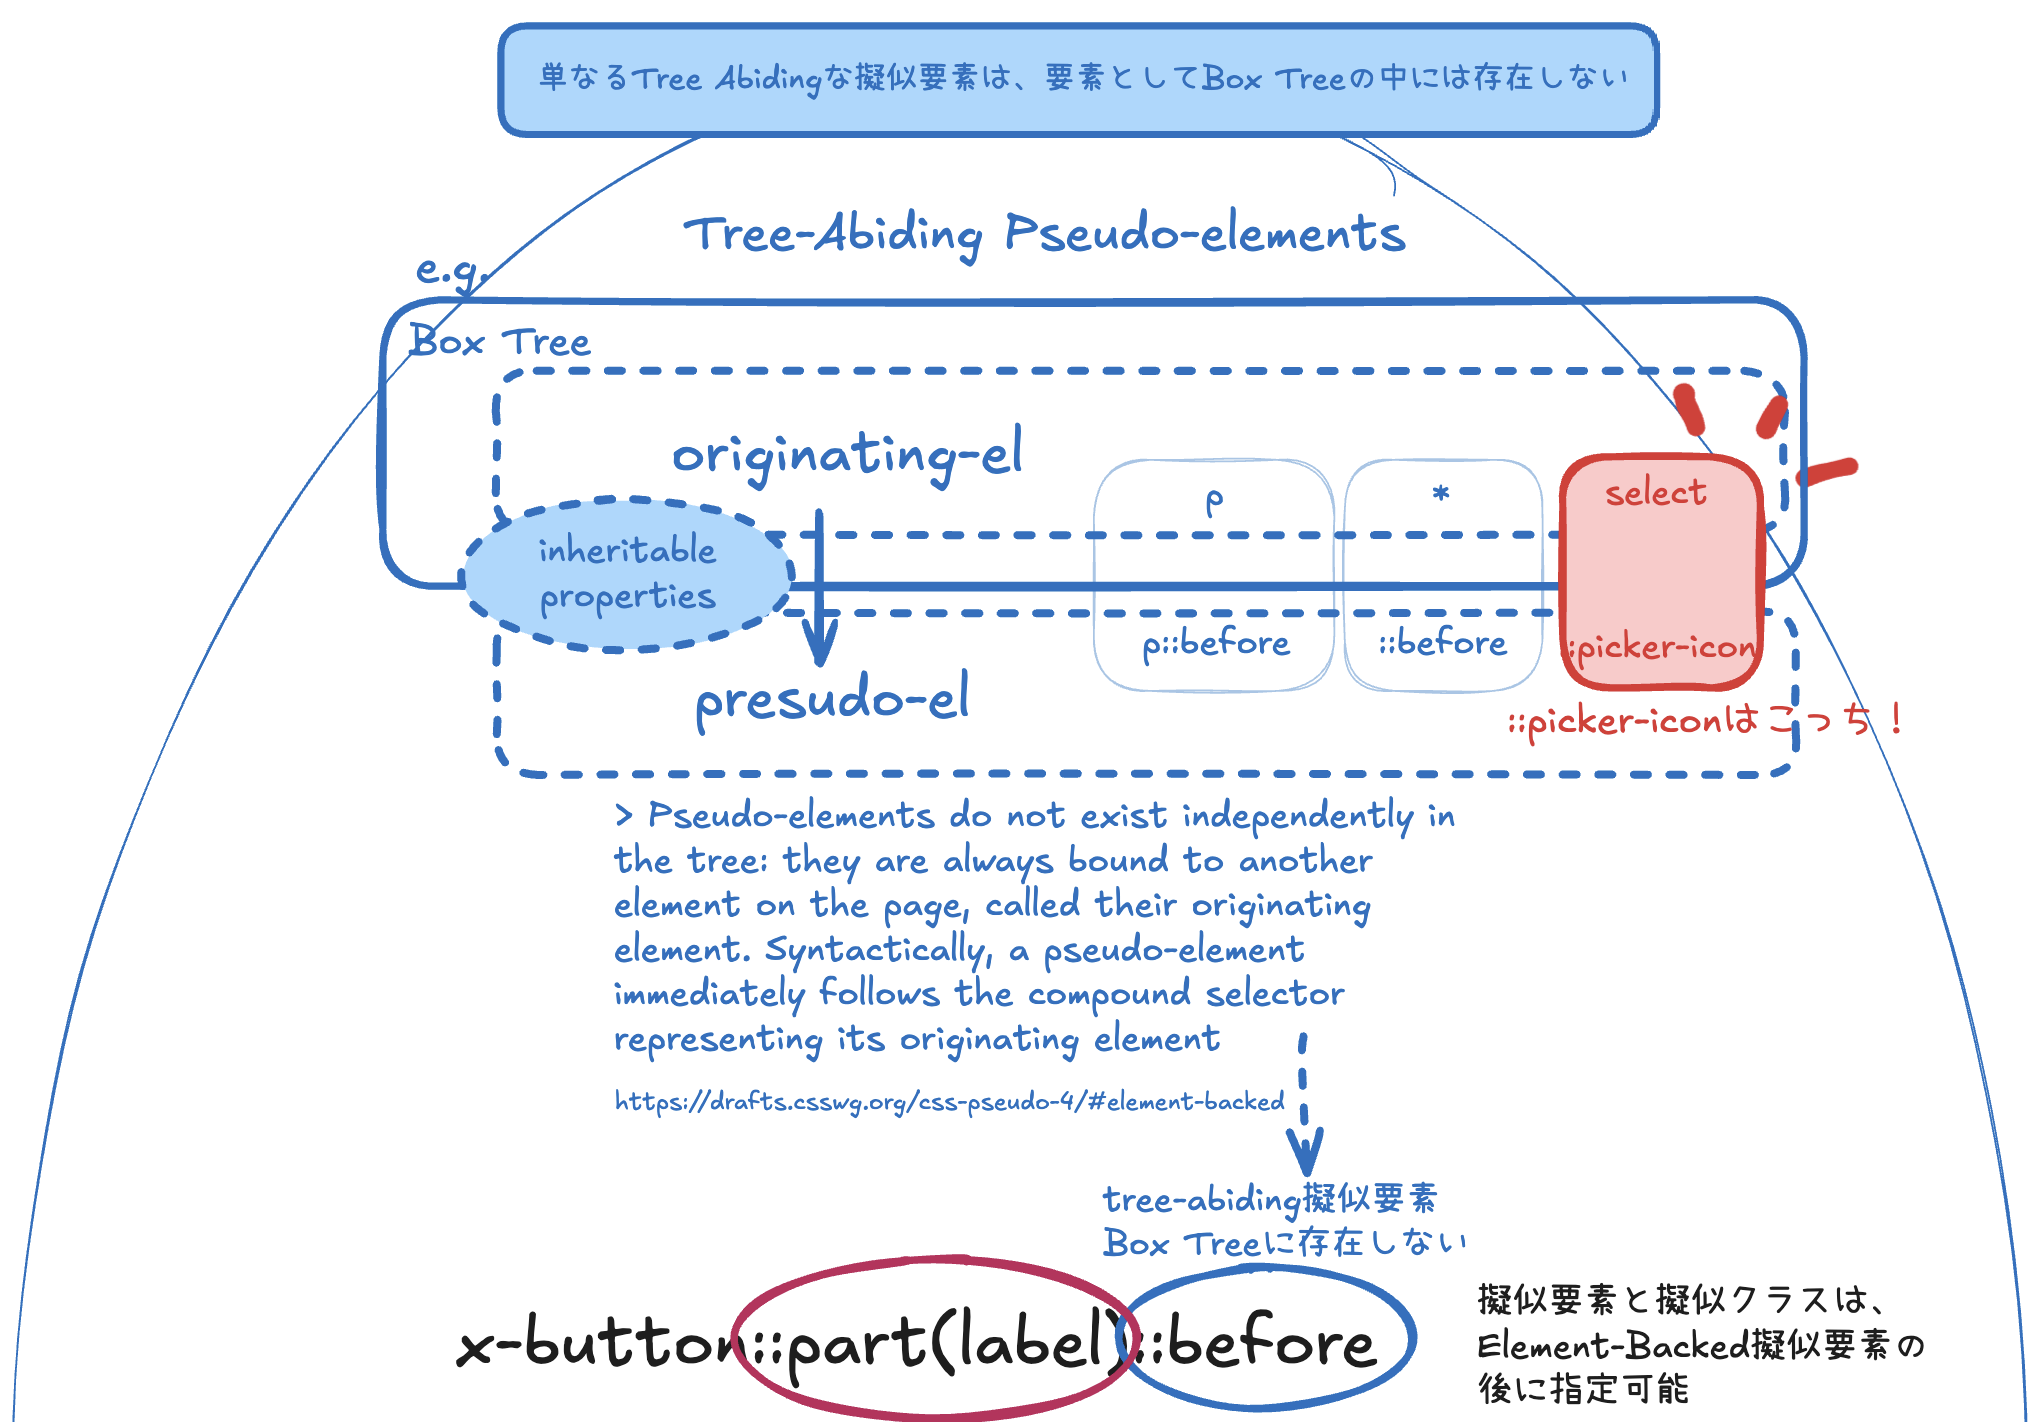 単なるTree Abidingな擬似要素は、要素としてBox Treeの中には存在しない
Tree-Abiding Pseudo-elements
e.g.
Box Tree
originating-el
inheritable
properties
presudo-el
p
p::before
*
::before
select
:picker-icon
::picker-iconはこっち！
> Pseudo-elements do not exist independently in
the tree: they are always bound to another
element on the page, called their originating
element. Syntactically, a pseudo-element
immediately follows the compound selector
representing its originating element
https://drafts.csswg.org/css-pseudo-4/#element-backed
tree-abiding擬似要素
Box Treeに存在しない
x-button::part(label)::before
擬似要素と擬似クラスは、
Element-Backed擬似要素の
後に指定可能